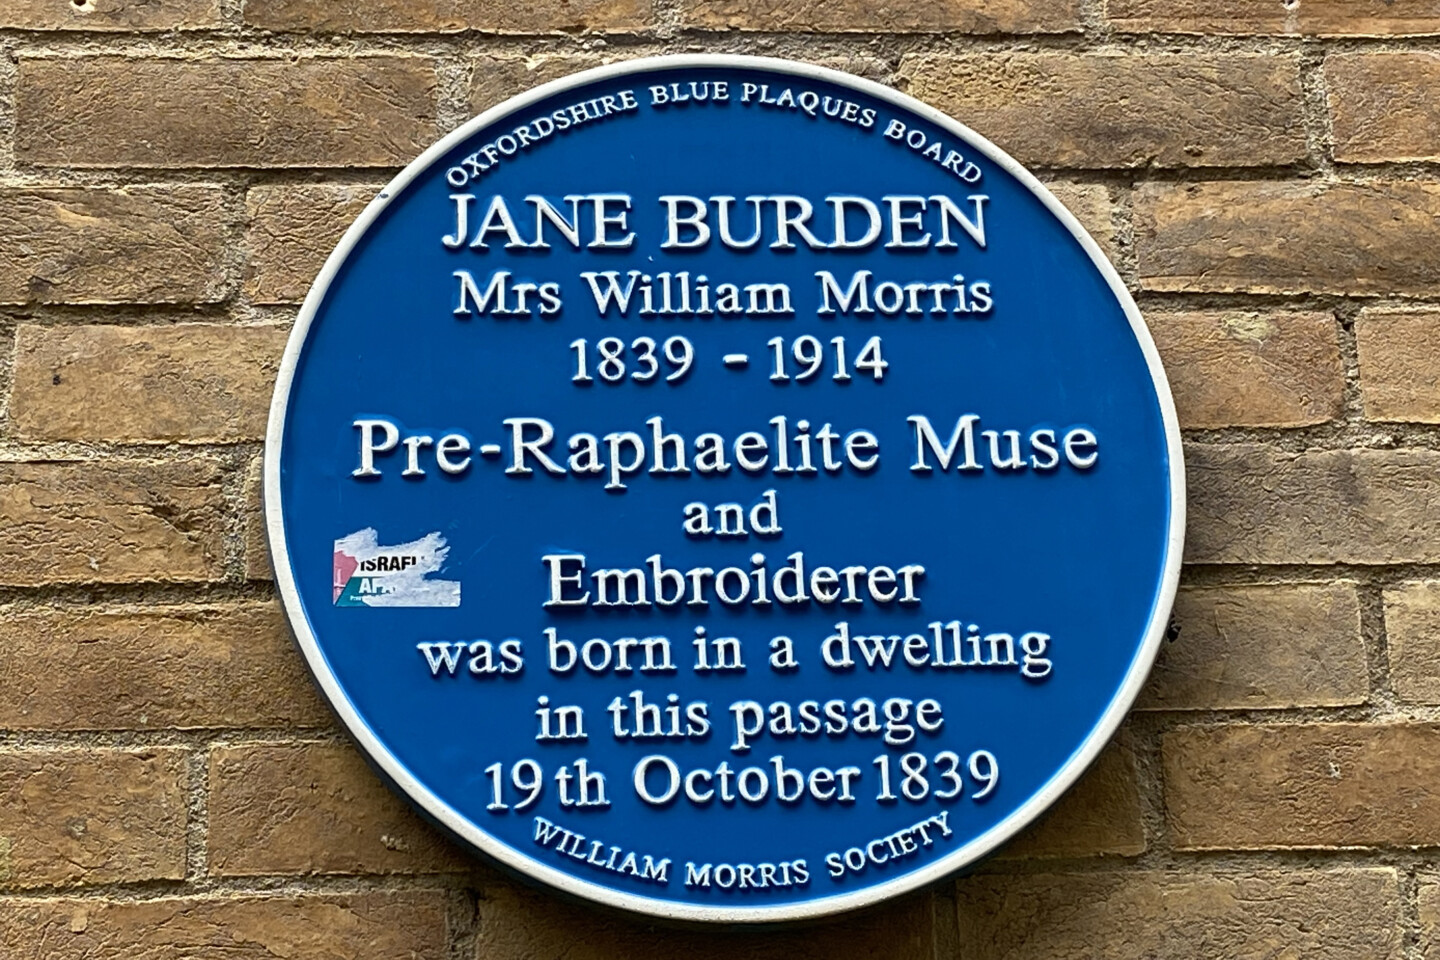 OXFORDSHIRE BLUE PLAQUES BOARD
JANE BURDEN
Mrs William Morris
1839 - 1914
Pre-Raphaelite Muse
and
Embroiderer
was born in a dwelling
in this passage
19th October 1839
WILLIAM MORRIS SOCIETY
ISRAEL